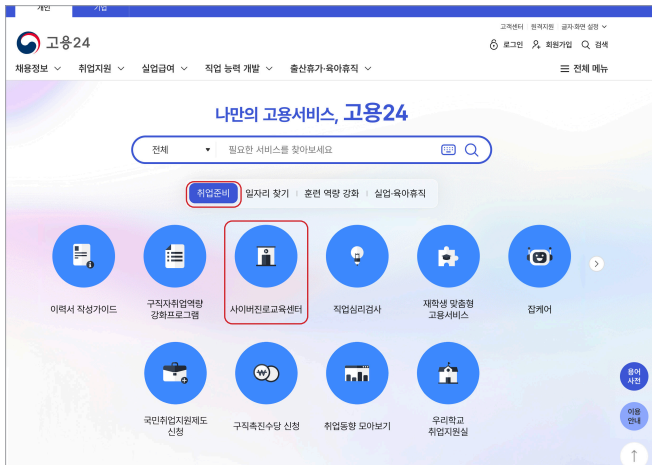 개인 기업
고객센터 원격지원 글자·화면 설정
고용24
로그인 회원가입 검색
채용정보 취업지원 실업급여 직업 능력 개발 출산휴가·육아휴직 전체 메뉴
나만의 고용서비스, 고용24
전체 필요한 서비스를 찾아보세요
취업준비 일자리 찾기 훈련 역량 강화 실업·육아휴직
이력서 작성가이드
구직자취업역량
강화프로그램
사이버진로교육센터
직업심리검사
재학생 맞춤형
고용서비스
잡케어
국민취업지원제도
신청
구직촉진수당 신청
취업동향 모아보기
우리학교
취업지원실
용어
사전
이용
안내